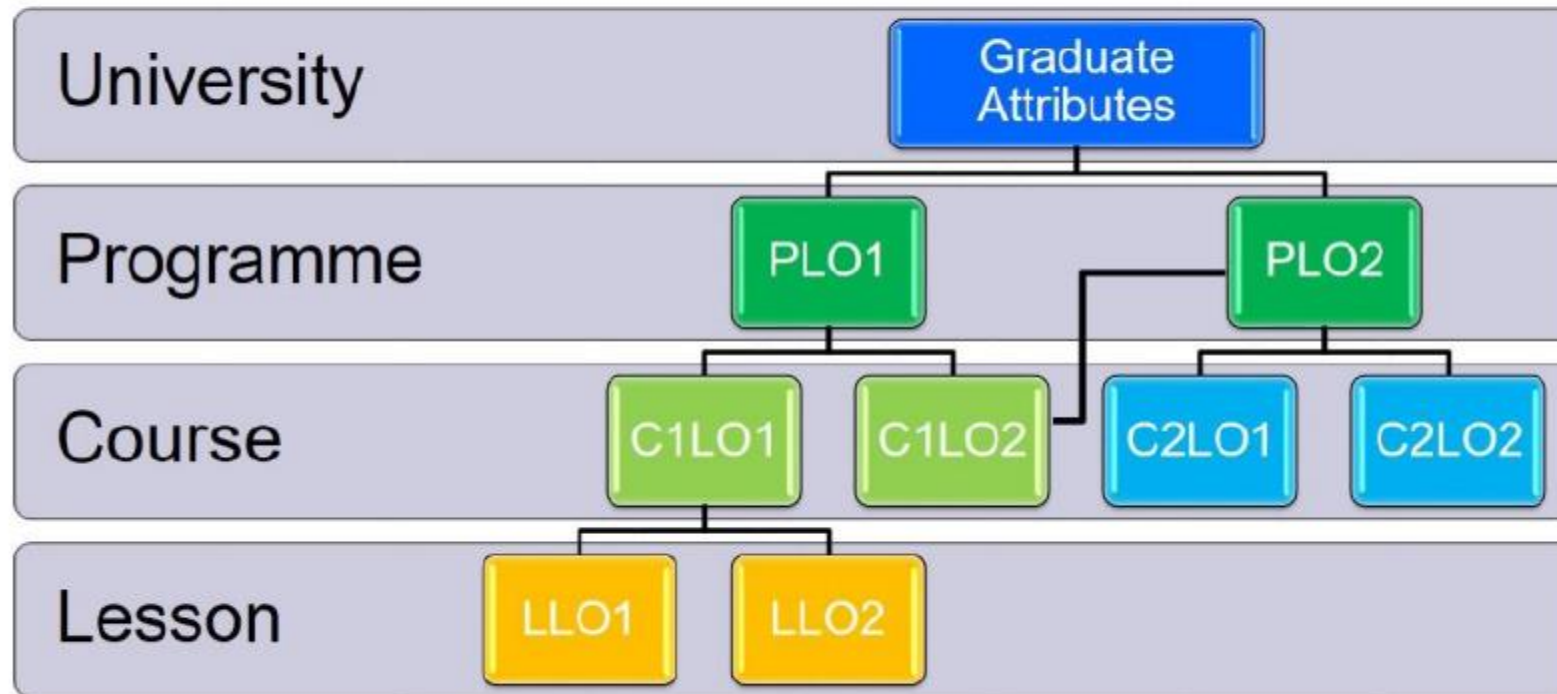 University
Graduate
Attributes
Programme
PLO1
PLO2
Course
C1LO1
C1LO2
C2LO1
C2LO2
Lesson
LLO1
LLO2